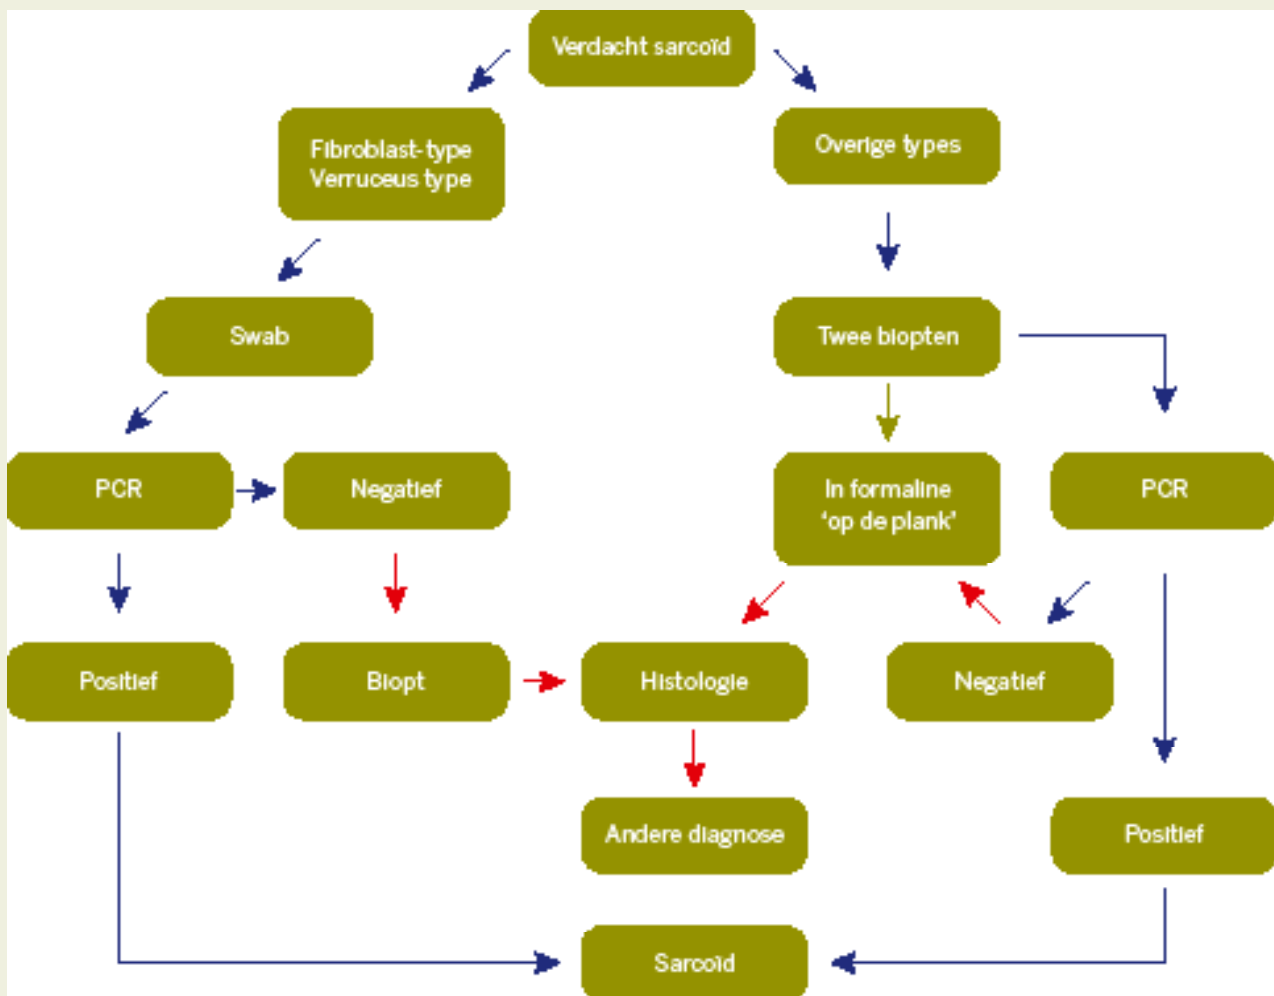 Verdacht sarcoïd
Fibroblast-type
Verruceus type
Overige types
Swab
Twee biopten
PCR
Negatief
In formaline
‘op de plank’
PCR
Positief
Biopt
Histologie
Negatief
Andere diagnose
Positief
Sarcoïd